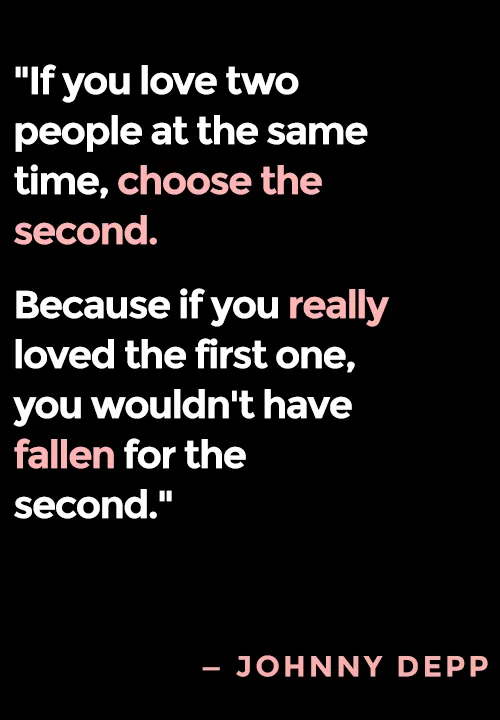 "If you love two
people at the same
time, choose the
second.
Because if you really
loved the first one,
you wouldn't have
fallen for the
second."
– JOHNNY DEPP